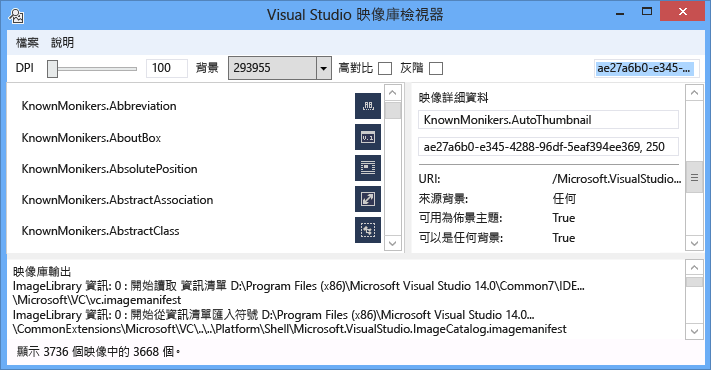 Visual Studio 映像庫檢視器
檔案 說明
DPI 100 背景 293955 高對比 灰階 ae27a6b0-e345-...
KnownMonikers.Abbreviation
KnownMonikers.AboutBox
KnownMonikers.AbsolutePosition
KnownMonikers.AbstractAssociation
KnownMonikers.AbstractClass
映像詳細資料
KnownMonikers.AutoThumbnail
ae27a6b0-e345-4288-96df-5eaf394ee369, 250
URI: /Microsoft.VisualStudio...
來源背景: 任何
可用為佈景主題: True
可以是任何背景: True
映像庫輸出
ImageLibrary 資訊: 0 : 開始讀取 資訊清單 D:\Program Files (x86)\Microsoft Visual Studio 14.0\Common7\IDE...
\Microsoft\VC\vc.imagemanifest
ImageLibrary 資訊: 0 : 開始從資訊清單匯入符號 D:\Program Files (x86)\Microsoft Visual Studio 14.0...
\CommonExtensions\Microsoft\VC\..\..\Platform\Shell\Microsoft.VisualStudio.ImageCatalog.imagemanifest
顯示 3736 個映像中的 3668 個。